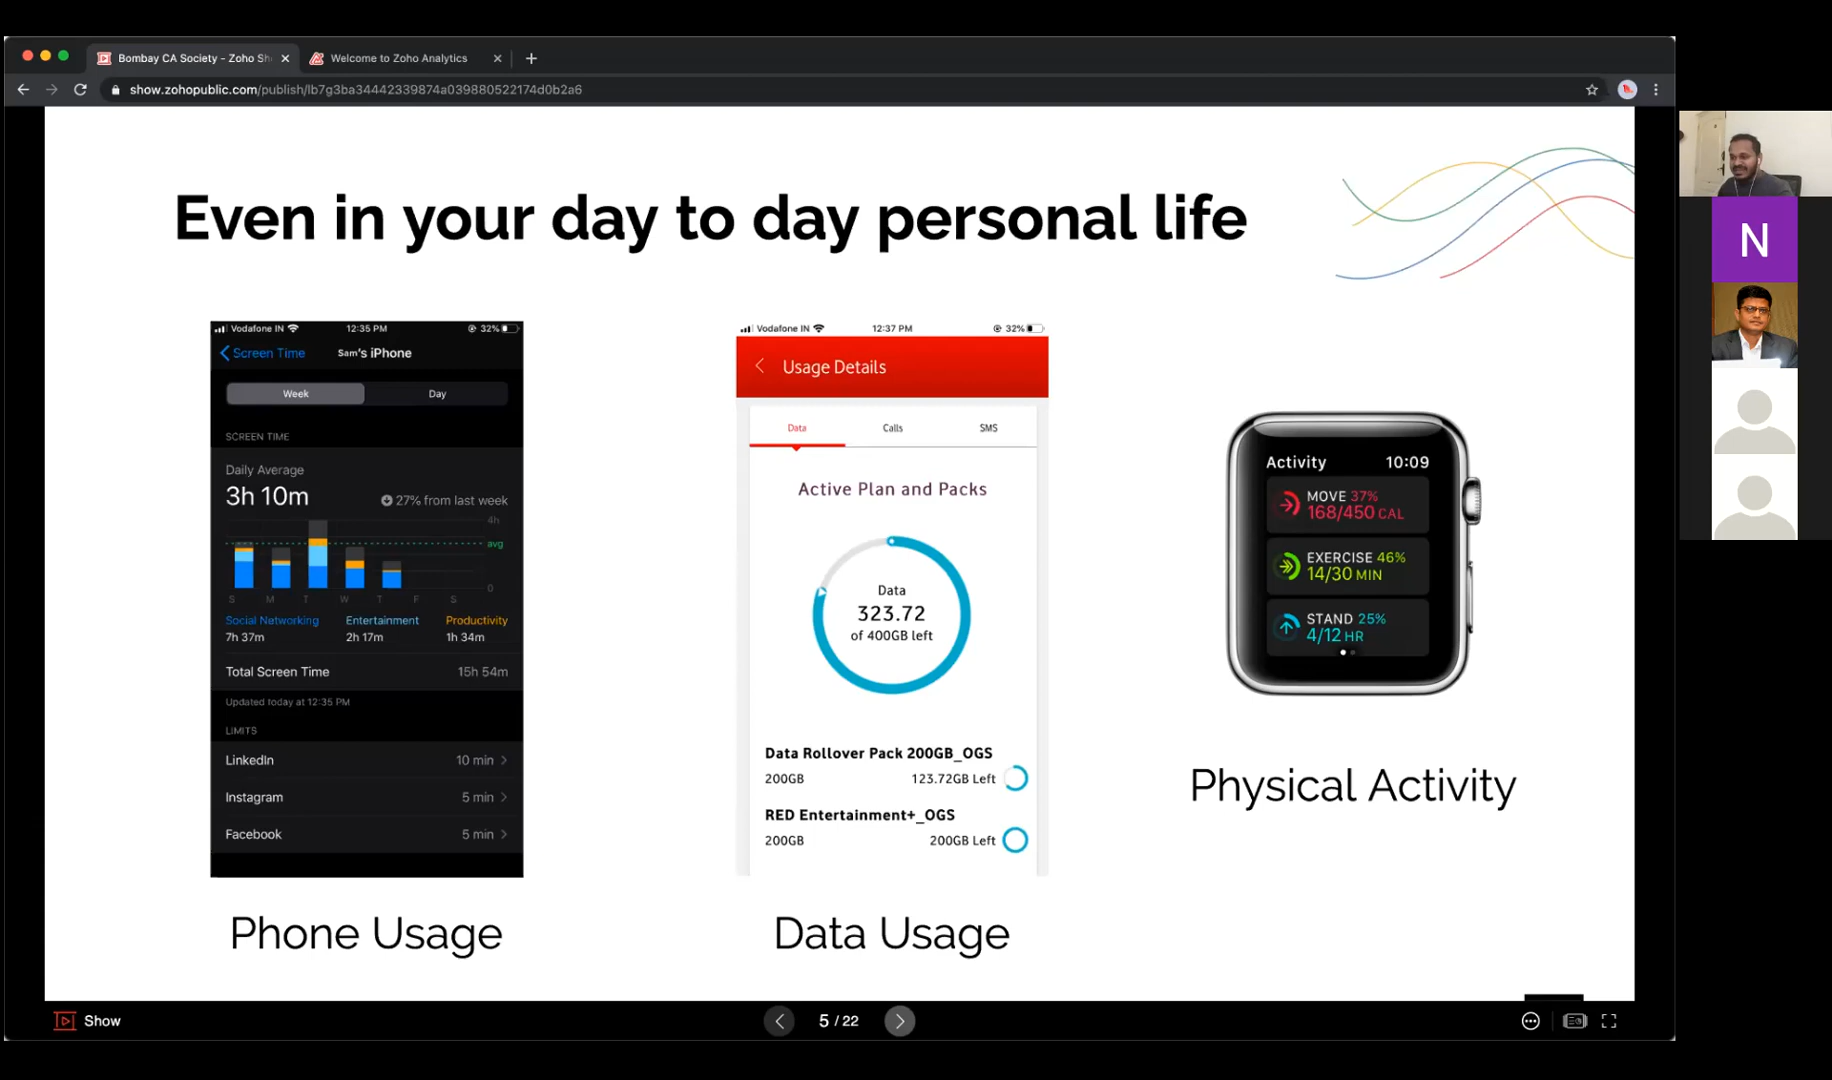 Bombay CA Society - Zoho Sh
Welcome to Zoho Analytics
show.zohopublic.com/publish/lb7g3ba34442339874a039880522174d0b2a6
Even in your day to day personal life
Vodafone IN 12:35 PM 32%
Screen Time Sam's iPhone
Week Day
SCREEN TIME
Daily Average
3h 10m 27% from last week
4h
avg
0
S M T W T F S
Social Networking Entertainment Productivity
7h 37m 2h 17m 1h 34m
Total Screen Time 15h 54m
Updated today at 12:35 PM
LIMITS
LinkedIn 10 min
Instagram 5 min
Facebook 5 min
Phone Usage
Vodafone IN 12:37 PM 32%
Usage Details
Data Calls SMS
Active Plan and Packs
Data
323.72
of 400GB left
Data Rollover Pack 200GB_OGS
200GB 123.72GB Left
RED Entertainment+_OGS
200GB 200GB Left
Data Usage
Activity 10:09
MOVE 37%
168/450 CAL
EXERCISE 46%
14/30 MIN
STAND 25%
4/12 HR
Physical Activity
N
Show
5 / 22